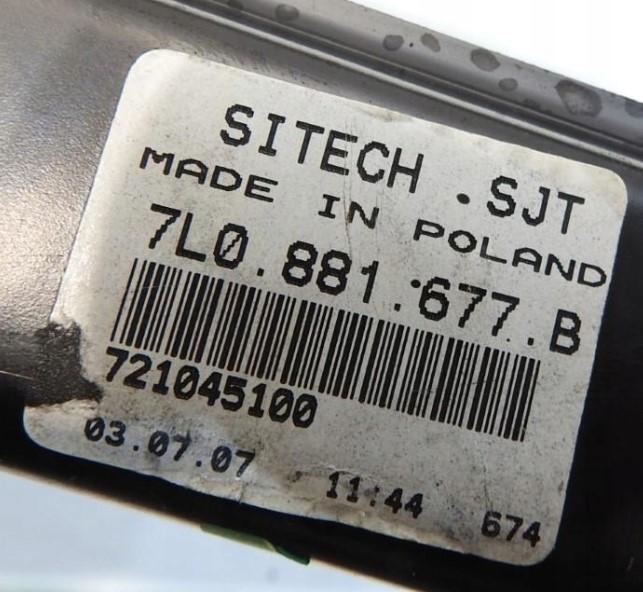 SITECH .SJT
MADE IN POLAND
7L0.881.677.B
721045100
03.07.07 11:44 674